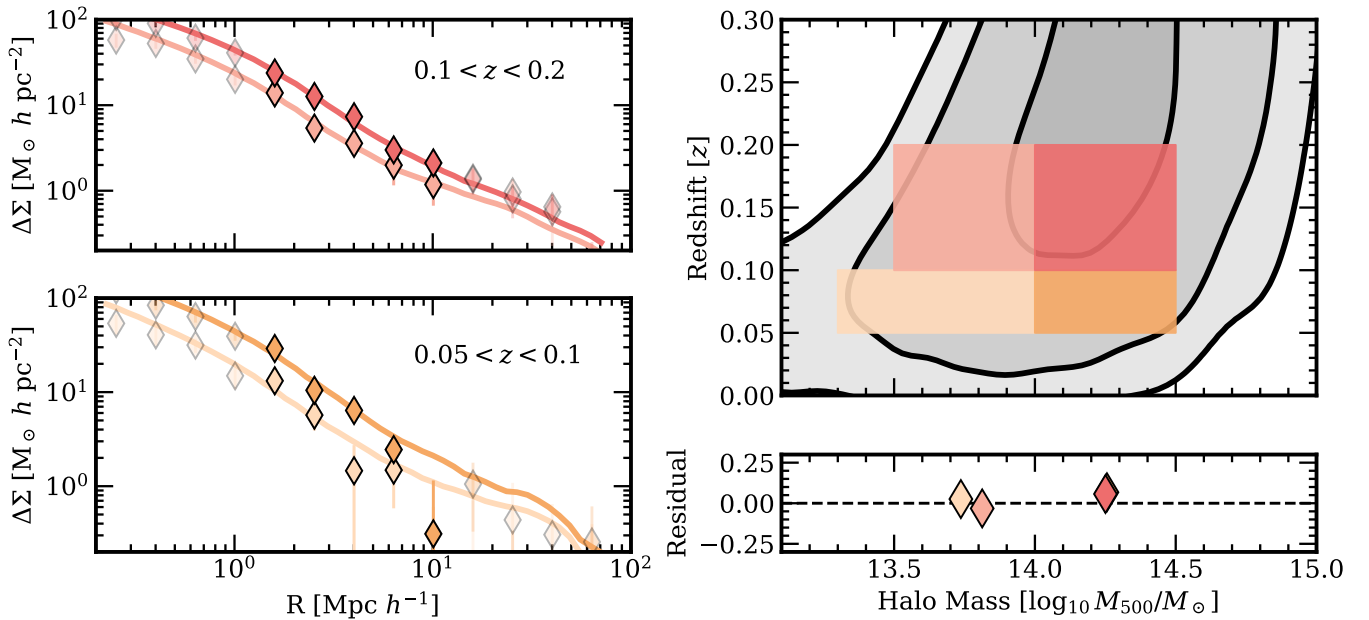 10²
10¹
10⁰
ΔΣ [M⊙ h pc⁻²]
0.1 < z < 0.2
10²
10¹
10⁰
ΔΣ [M⊙ h pc⁻²]
0.05 < z < 0.1
10⁰ 10¹ 10²
R [Mpc h⁻¹]
0.30
0.25
0.20
0.15
0.10
0.05
0.00
Redshift [z]
0.25
0.00
−0.25
Residual
13.5 14.0 14.5 15.0
Halo Mass [log₁₀ M₅₀₀/M⊙]